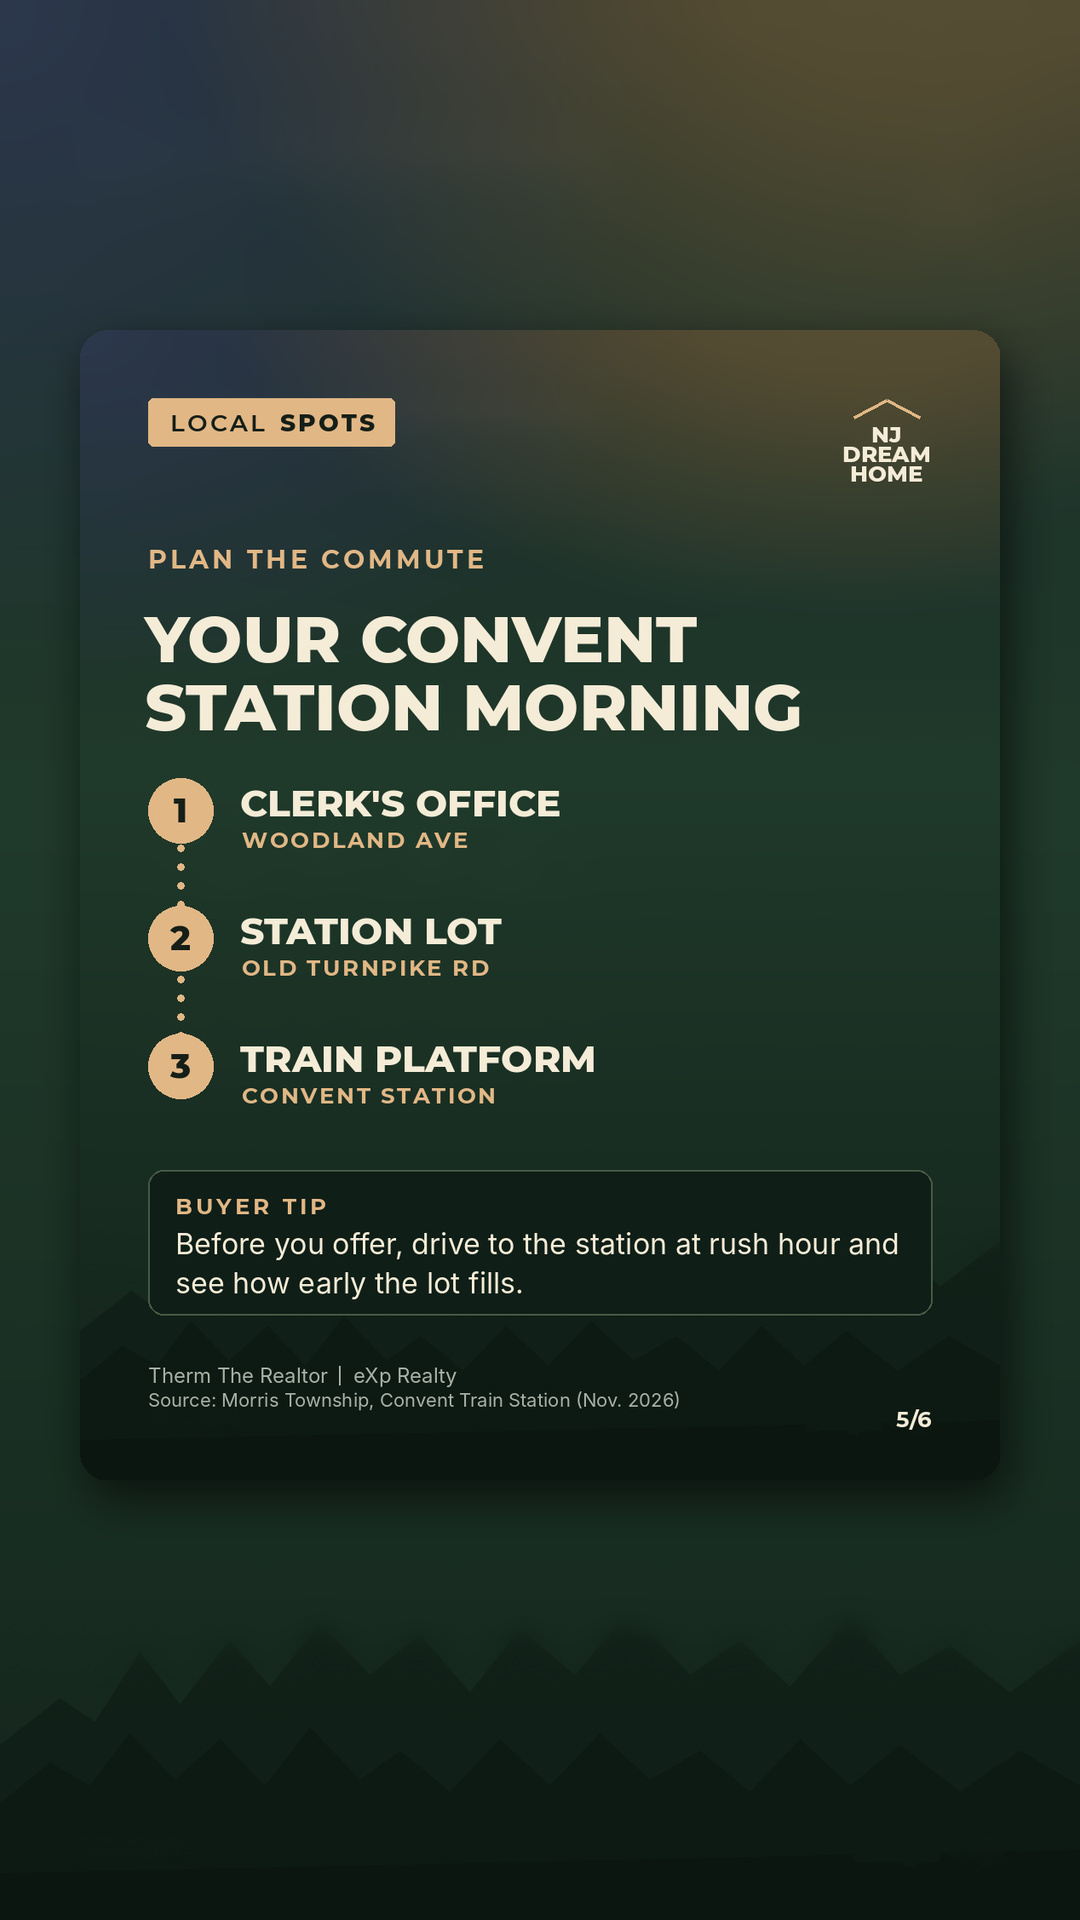 LOCAL SPOTS
NJ
DREAM
HOME
PLAN THE COMMUTE
YOUR CONVENT
STATION MORNING
1
CLERK'S OFFICE
WOODLAND AVE
2
STATION LOT
OLD TURNPIKE RD
3
TRAIN PLATFORM
CONVENT STATION
BUYER TIP
Before you offer, drive to the station at rush hour and
see how early the lot fills.
Therm The Realtor | eXp Realty
Source: Morris Township, Convent Train Station (Nov. 2026)
5/6